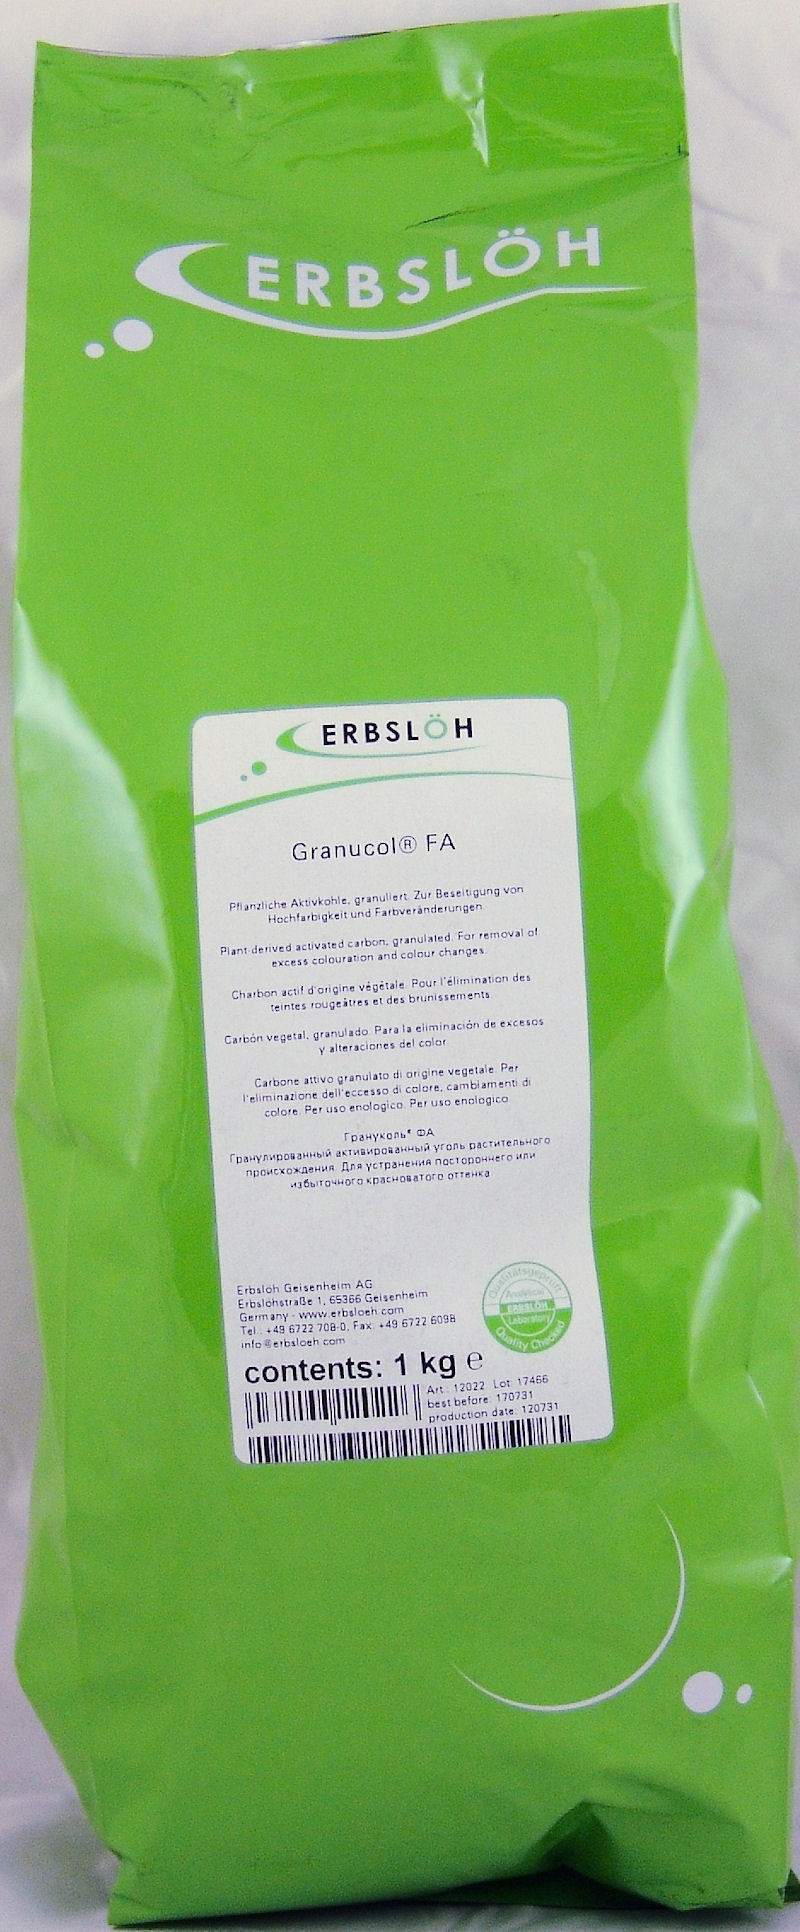 ERBSLÖH
ERBSLÖH
Granucol® FA
Pflanzliche Aktivkohle, granuliert. Zur Beseitigung von
Hochfarbigkeit und Farbveränderungen.
Plant-derived activated carbon, granulated. For removal of
excess colouration and colour changes.
Charbon actif d'origine végétale. Pour l'élimination des
teintes rougeâtres et des brunissements.
Carbón vegetal, granulado. Para la eliminación de excesos
y alteraciones del color.
Carbone attivo granulato di origine vegetale. Per
l'eliminazione dell'eccesso di colore, cambiamenti di
colore. Per uso enologico. Per uso enologico
Грануколь® ФА
Гранулированный активированный уголь растительного
происхождения. Для устранения постороннего или
избыточного красноватого оттенка
Erbslöh Geisenheim AG
Erbslöhstraße 1, 65366 Geisenheim
Germany - www.erbsloeh.com
Tel.: +49 6722 708-0, Fax: +49 6722 6098
info@erbsloeh.com
Qualitätsgeprüft
Analytical
ERBSLÖH
Laboratory
Quality Checked
contents: 1 kg ℮
Art.: 12022 Lot: 17466
best before: 170731
production date: 120731